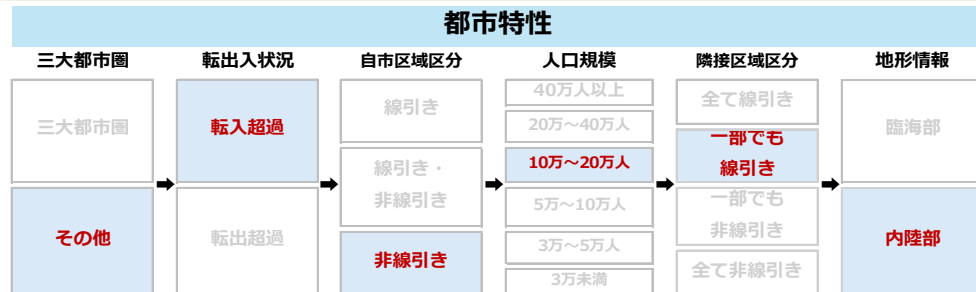 都市特性
三大都市圏
転出入状況
自市区域区分
人口規模
隣接区域区分
地形情報
三大都市圏
その他
転入超過
転出超過
線引き
線引き・
非線引き
非線引き
40万人以上
20万～40万人
10万～20万人
5万～10万人
3万～5万人
3万未満
全て線引き
一部でも
線引き
一部でも
非線引き
全て非線引き
臨海部
内陸部